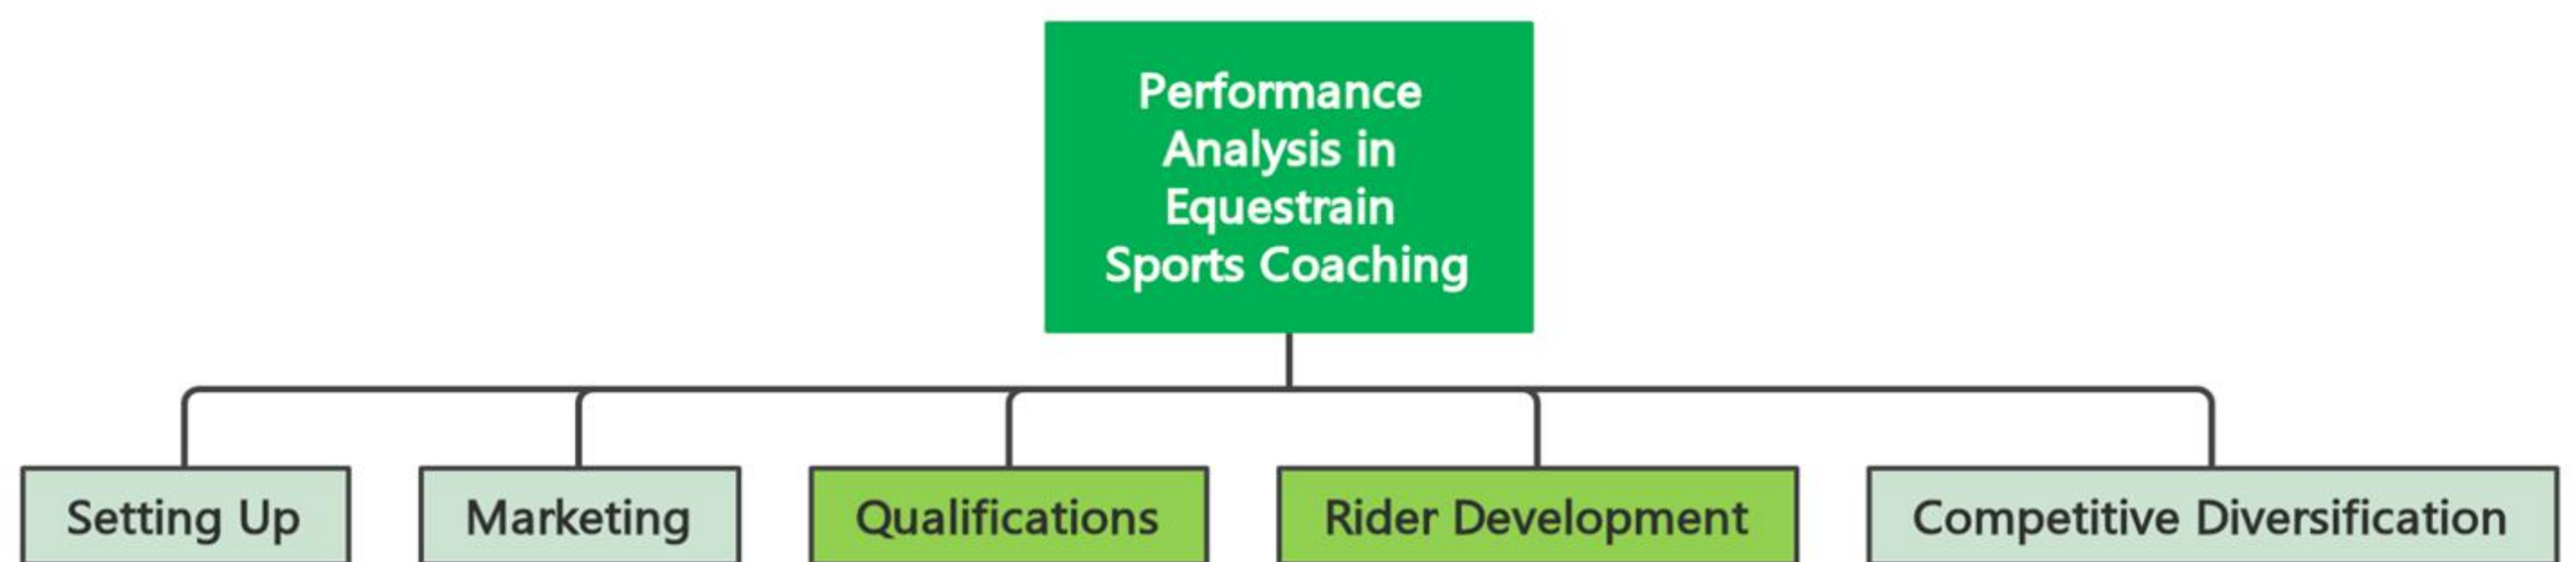 Performance
Analysis in
Equestrain
Sports Coaching
Setting Up
Marketing
Qualifications
Rider Development
Competitive Diversification